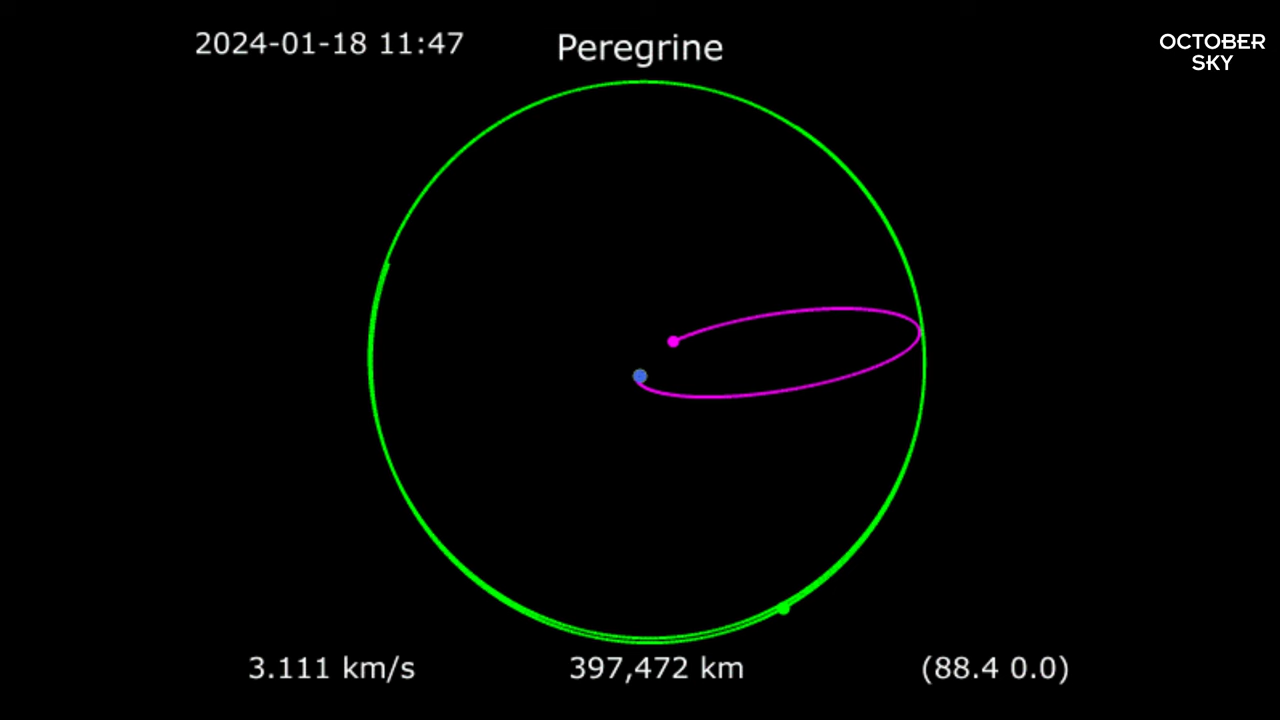 2024-01-18 11:47
Peregrine
OCTOBER
SKY
3.111 km/s
397,472 km
(88.4 0.0)